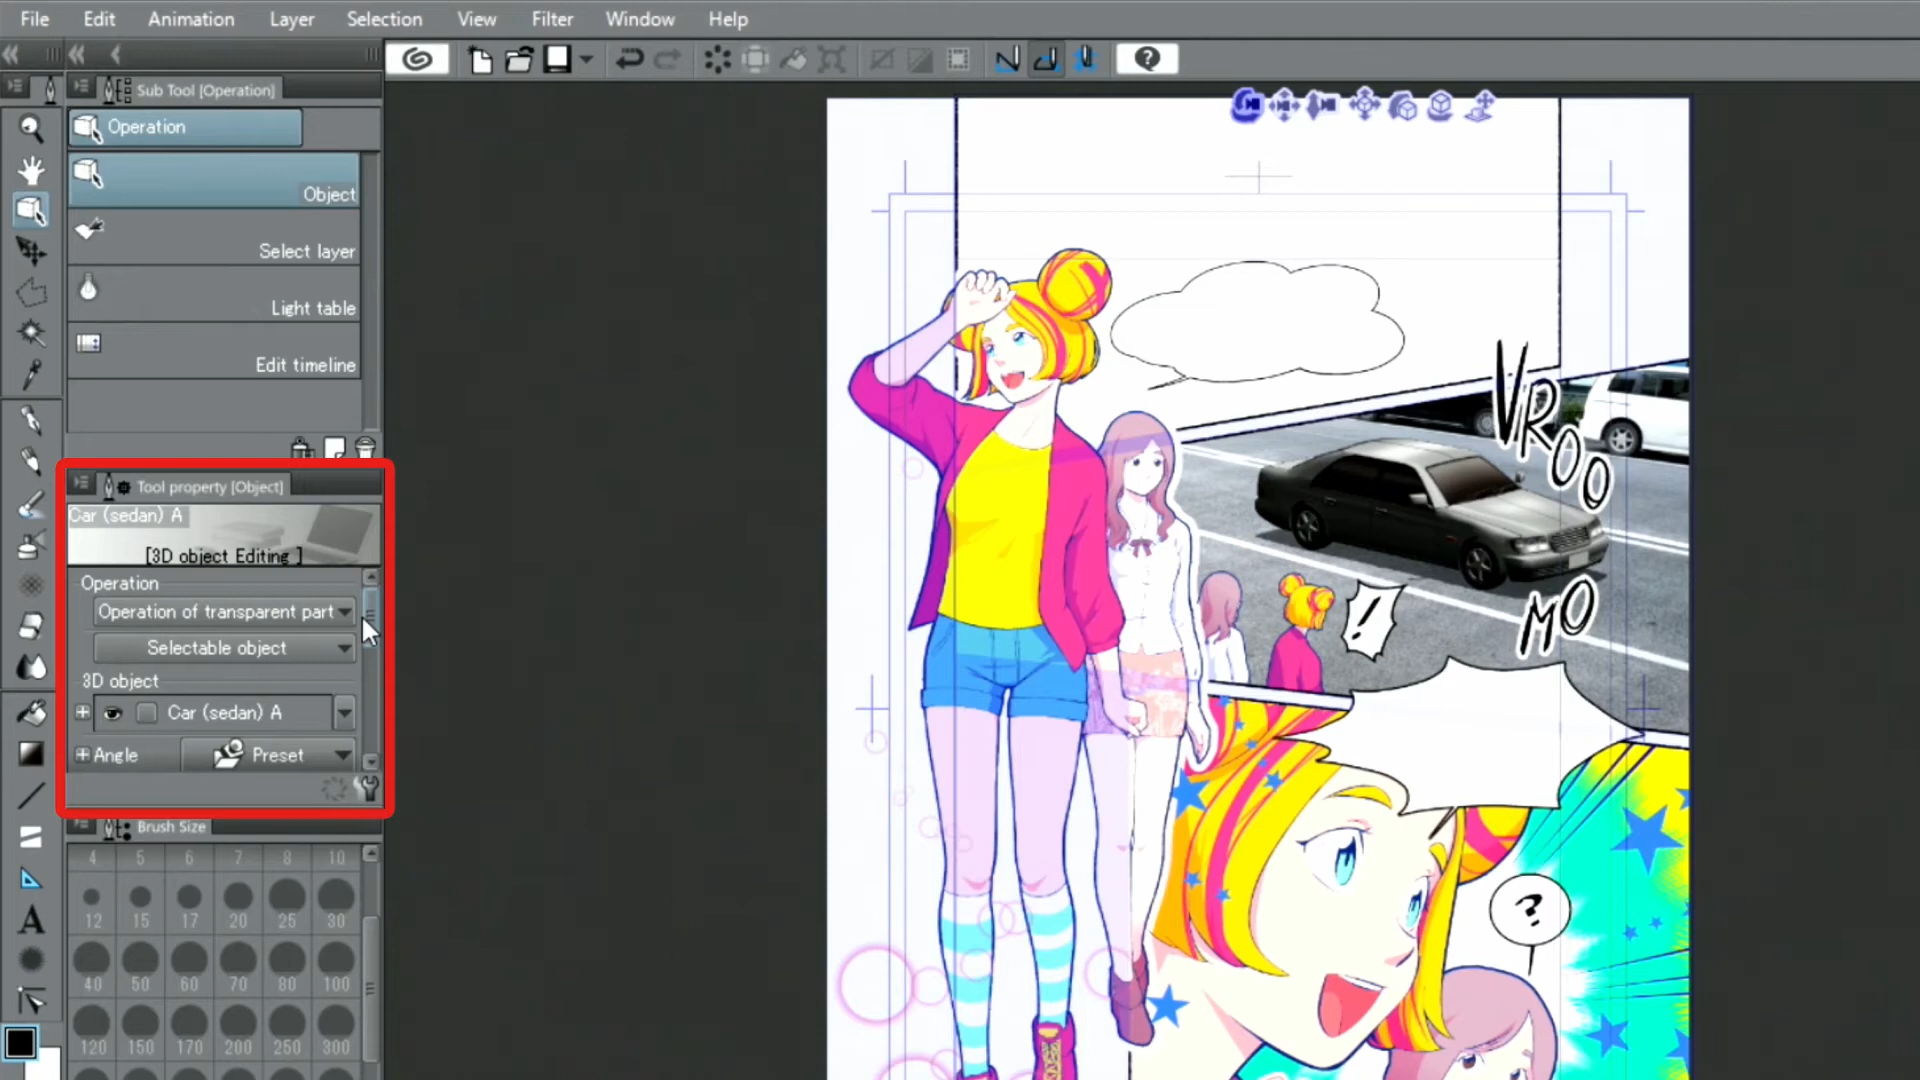 File Edit Animation Layer Selection View Filter Window Help
Sub Tool [Operation]
Operation
Object
Select layer
Light table
Edit timeline
Tool property [Object]
Car (sedan) A
[3D object Editing ]
Operation
Operation of transparent part
Selectable object
3D object
Car (sedan) A
Angle Preset
Brush Size
4 5 6 7 8 10
12 15 17 20 25 30
40 50 60 70 80 100
120 150 170 200 250 300
A
VROO
MO
!
?